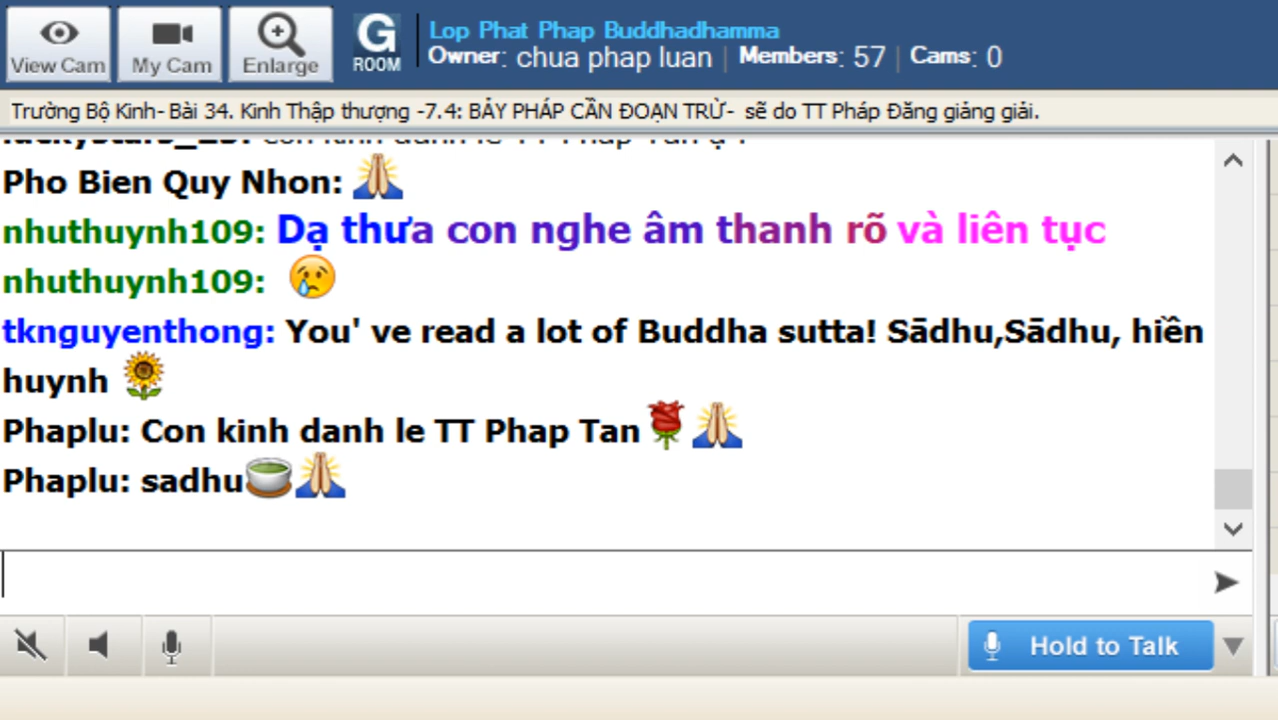 View Cam
My Cam
Enlarge
G
ROOM
Lop Phat Phap Buddhadhamma
Owner: chua phap luan | Members: 57 | Cams: 0
Trường Bộ Kinh- Bài 34. Kinh Thập thượng -7.4: BẢY PHÁP CẦN ĐOẠN TRỪ- sẽ do TT Pháp Đăng giảng giải.
Pho Bien Quy Nhon:
nhuthuynh109: Dạ thưa con nghe âm thanh rõ và liên tục
nhuthuynh109:
tknguyenthong: You' ve read a lot of Buddha sutta! Sādhu,Sādhu, hiền
huynh
Phaplu: Con kinh danh le TT Phap Tan
Phaplu: sadhu
Hold to Talk